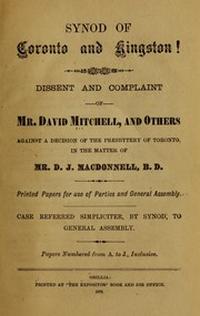 SYNOD OF
Toronto and Kingston!
DISSENT AND COMPLAINT
OF
MR. DAVID MITCHELL, AND OTHERS
AGAINST A DECISION OF THE PRESBYTERY OF TORONTO,
IN THE MATTER OF
MR. D. J. MACDONNELL, B. D.
Printed Papers for use of Parties and General Assembly.
CASE REFERRED SIMPLICITER, BY SYNOD, TO
GENERAL ASSEMBLY.
Papers Numbered from A. to J., Inclusive.
ORILLIA:
PRINTED AT "THE EXPOSITOR" BOOK AND JOB OFFICE.